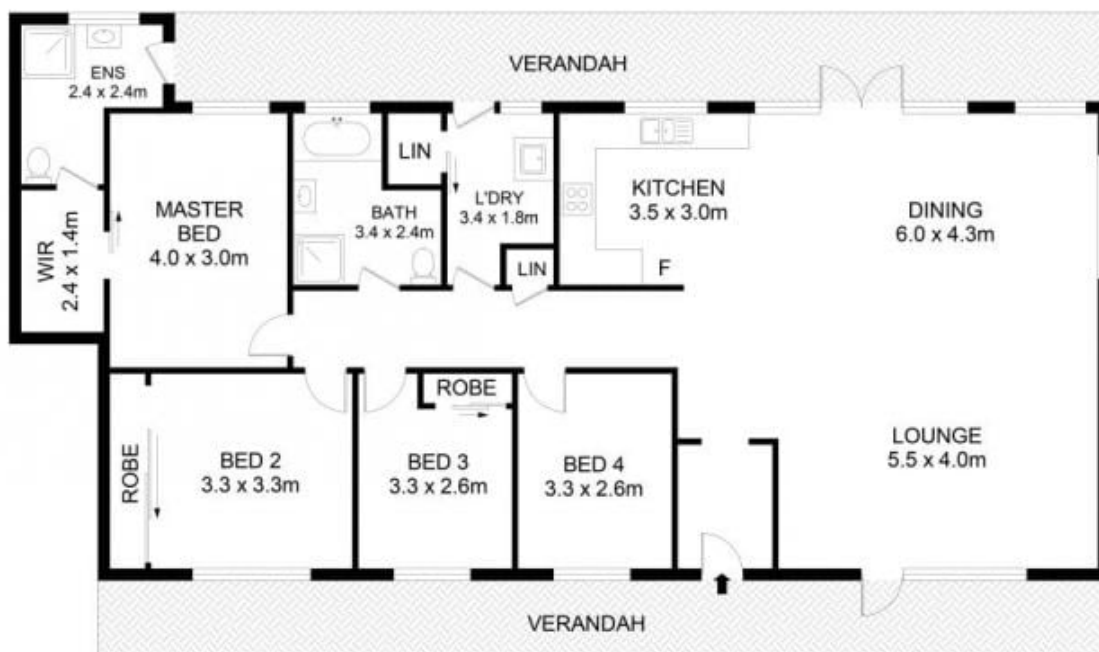 VERANDAH
ENS
2.4 x 2.4m
LIN
L'DRY
3.4 x 1.8m
KITCHEN
3.5 x 3.0m
DINING
6.0 x 4.3m
MASTER
BED
4.0 x 3.0m
BATH
3.4 x 2.4m
WIR
2.4 x 1.4m
LIN
F
ROBE
ROBE
BED 2
3.3 x 3.3m
BED 3
3.3 x 2.6m
BED 4
3.3 x 2.6m
LOUNGE
5.5 x 4.0m
VERANDAH